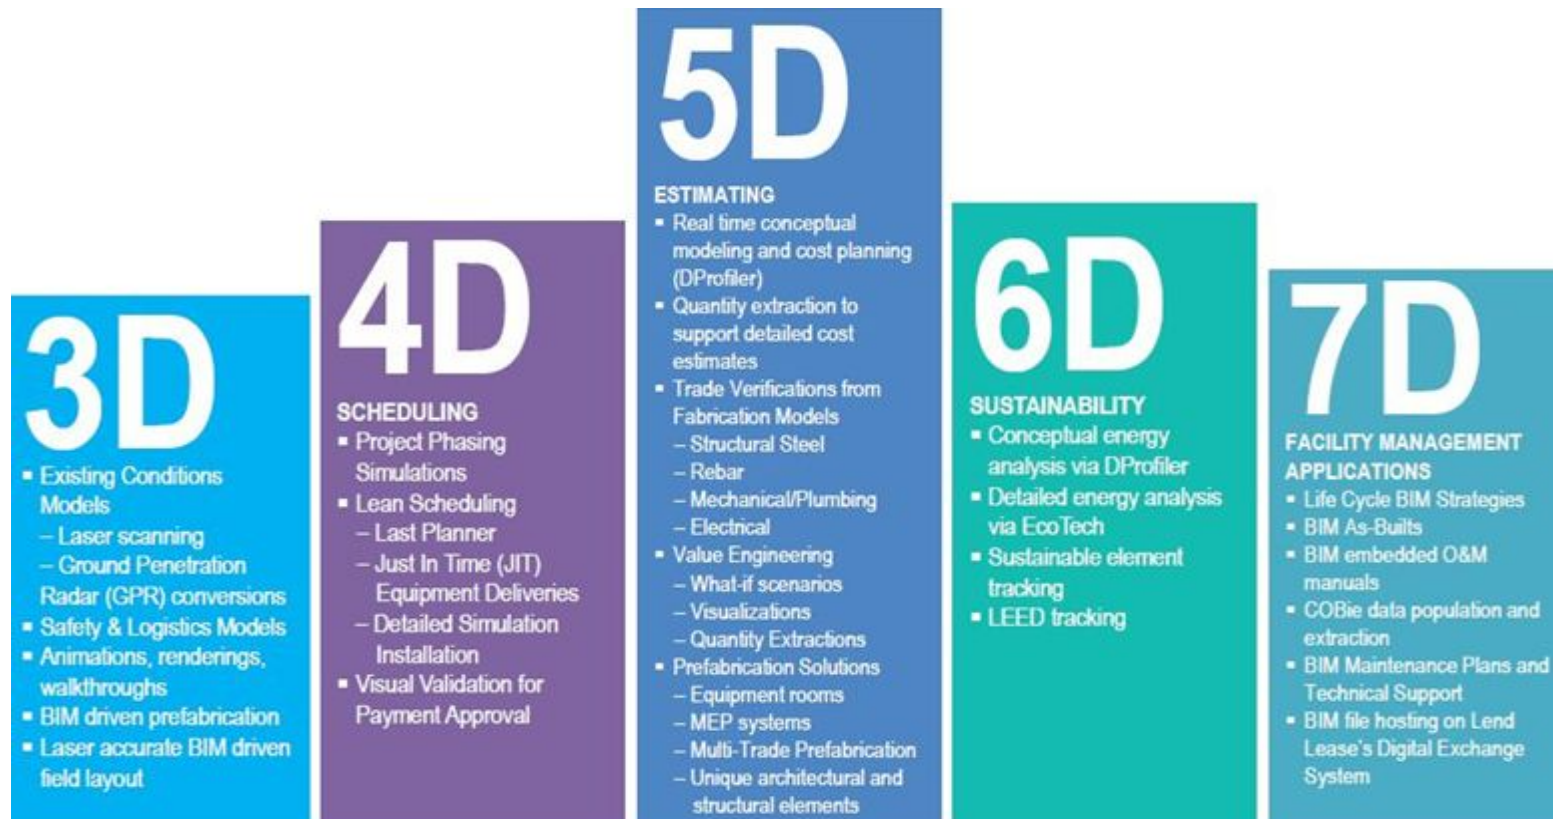 3D
▪ Existing Conditions
Models
– Laser scanning
– Ground Penetration
Radar (GPR) conversions
▪ Safety & Logistics Models
▪ Animations, renderings,
walkthroughs
▪ BIM driven prefabrication
▪ Laser accurate BIM driven
field layout
4D
SCHEDULING
▪ Project Phasing
Simulations
▪ Lean Scheduling
– Last Planner
– Just In Time (JIT)
Equipment Deliveries
– Detailed Simulation
Installation
▪ Visual Validation for
Payment Approval
5D
ESTIMATING
▪ Real time conceptual
modeling and cost planning
(DProfiler)
▪ Quantity extraction to
support detailed cost
estimates
▪ Trade Verifications from
Fabrication Models
– Structural Steel
– Rebar
– Mechanical/Plumbing
– Electrical
▪ Value Engineering
– What-if scenarios
– Visualizations
– Quantity Extractions
▪ Prefabrication Solutions
– Equipment rooms
– MEP systems
– Multi-Trade Prefabrication
– Unique architectural and
structural elements
6D
SUSTAINABILITY
▪ Conceptual energy
analysis via DProfiler
▪ Detailed energy analysis
via EcoTech
▪ Sustainable element
tracking
▪ LEED tracking
7D
FACILITY MANAGEMENT
APPLICATIONS
▪ Life Cycle BIM Strategies
▪ BIM As-Builts
▪ BIM embedded O&M
manuals
▪ COBie data population and
extraction
▪ BIM Maintenance Plans and
Technical Support
▪ BIM file hosting on Lend
Lease's Digital Exchange
System